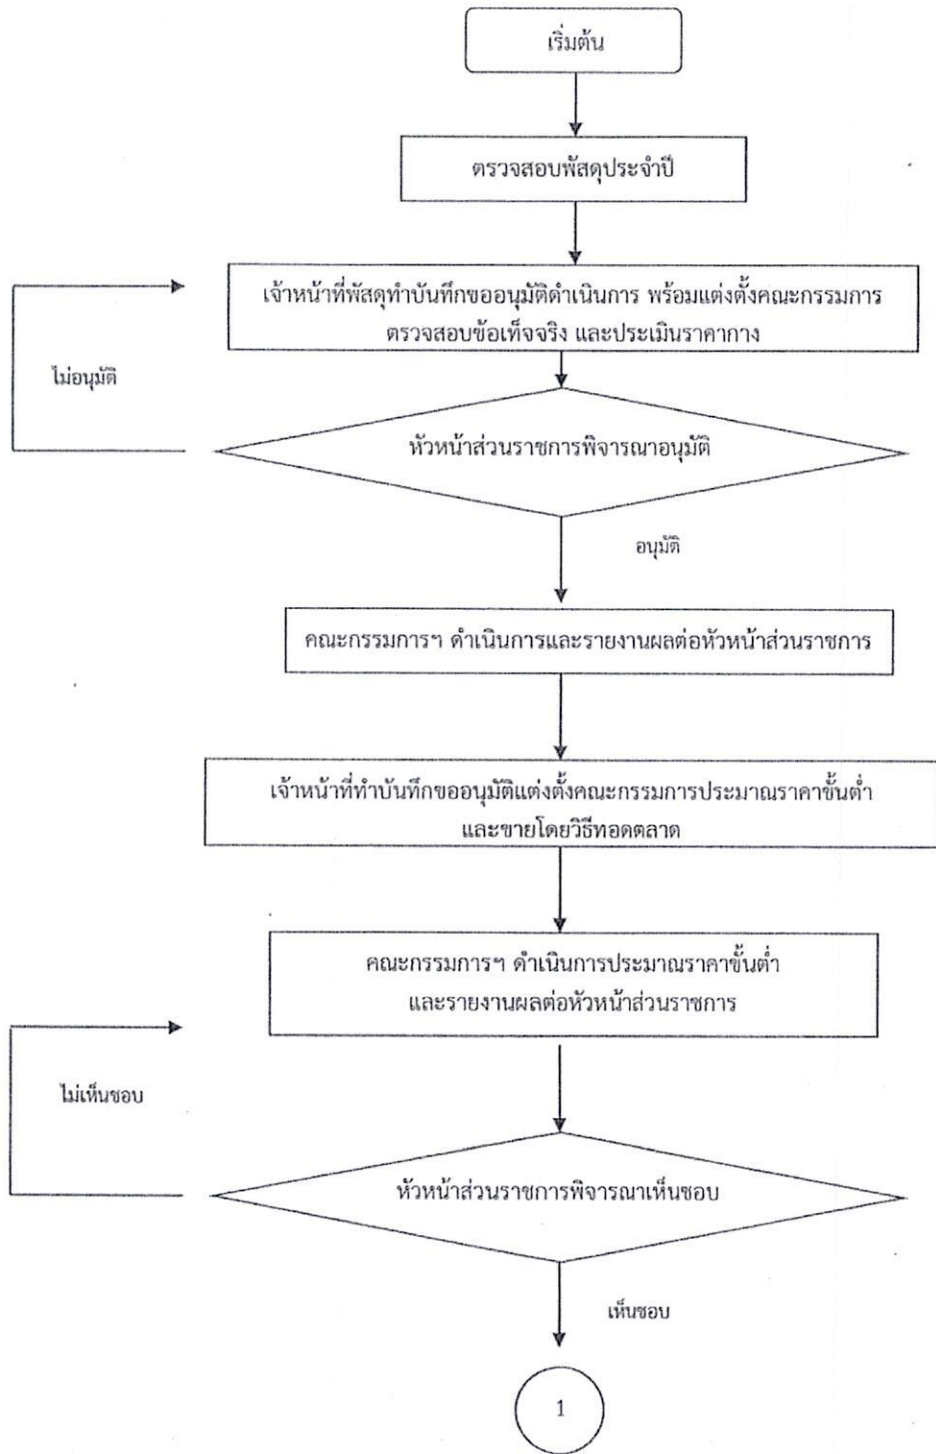 เริ่มต้น
ตรวจสอบพัสดุประจำปี
เจ้าหน้าที่พัสดุทำบันทึกขออนุมัติดำเนินการ พร้อมแต่งตั้งคณะกรรมการ
ตรวจสอบข้อเท็จจริง และประเมินราคากาง
ไม่อนุมัติ
หัวหน้าส่วนราชการพิจารณาอนุมัติ
อนุมัติ
คณะกรรมการฯ ดำเนินการและรายงานผลต่อหัวหน้าส่วนราชการ
เจ้าหน้าที่ทำบันทึกขออนุมัติแต่งตั้งคณะกรรมการประมาณราคาขั้นต่ำ
และขายโดยวิธีทอดตลาด
คณะกรรมการฯ ดำเนินการประมาณราคาขั้นต่ำ
และรายงานผลต่อหัวหน้าส่วนราชการ
ไม่เห็นชอบ
หัวหน้าส่วนราชการพิจารณาเห็นชอบ
เห็นชอบ
1